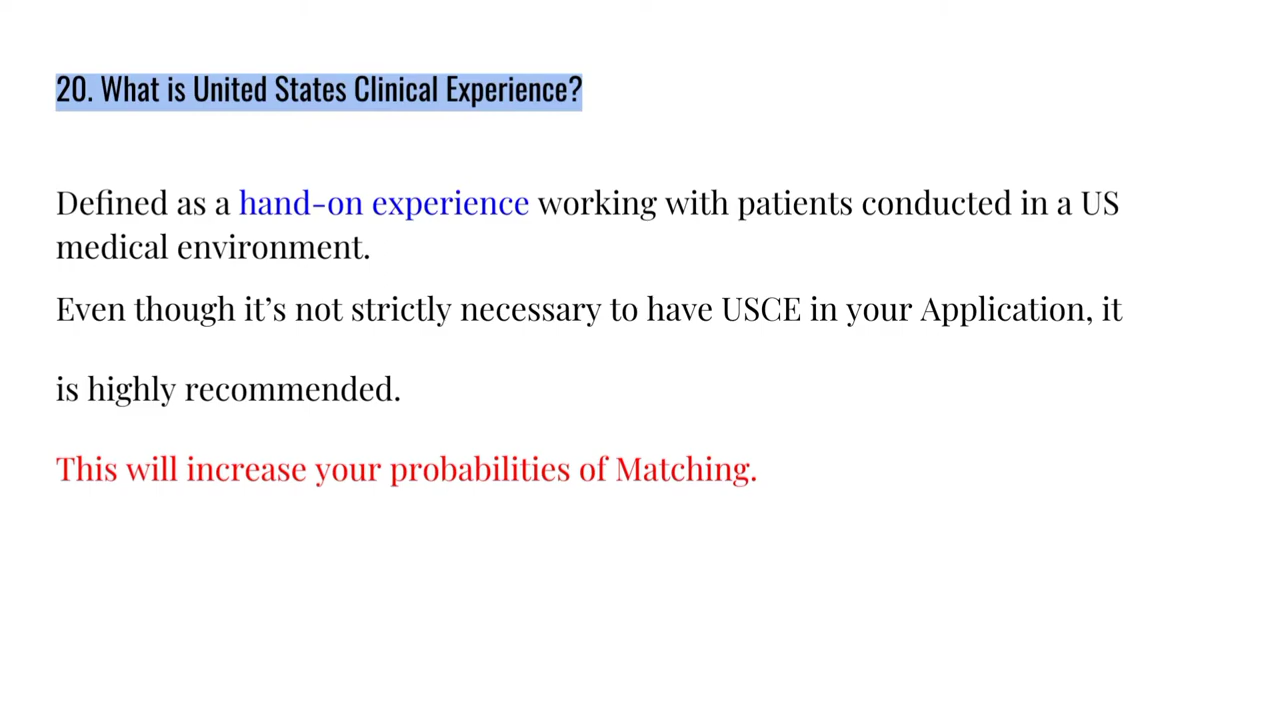 20. What is United States Clinical Experience?
Defined as a hand-on experience working with patients conducted in a US
medical environment.
Even though it’s not strictly necessary to have USCE in your Application, it
is highly recommended.
This will increase your probabilities of Matching.